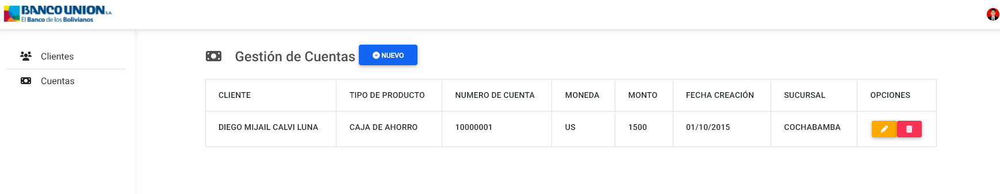 BANCO UNION S.A.
El Banco de los Bolivianos
Clientes
Cuentas
Gestión de Cuentas NUEVO
CLIENTE TIPO DE PRODUCTO NUMERO DE CUENTA MONEDA MONTO FECHA CREACIÓN SUCURSAL OPCIONES
DIEGO MIJAIL CALVI LUNA CAJA DE AHORRO 10000001 US 1500 01/10/2015 COCHABAMBA